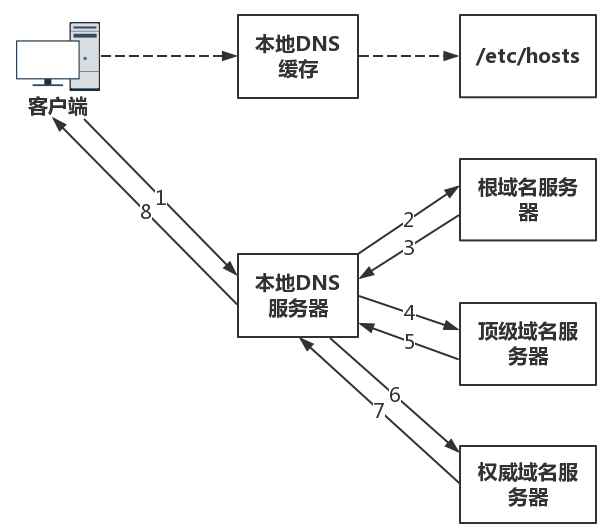 本地DNS
缓存
/etc/hosts
客户端
1
8
2
3
根域名服务
器
本地DNS
服务器
4
5
顶级域名服
务器
6
7
权威域名服
务器